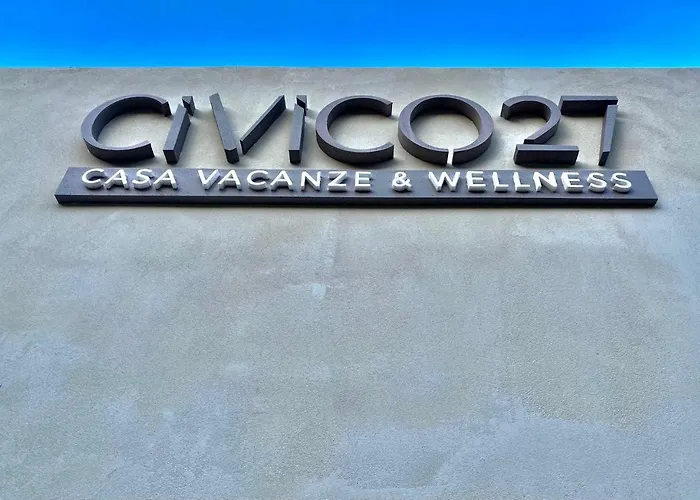 CIVICO27
CASA VACANZE & WELLNESS